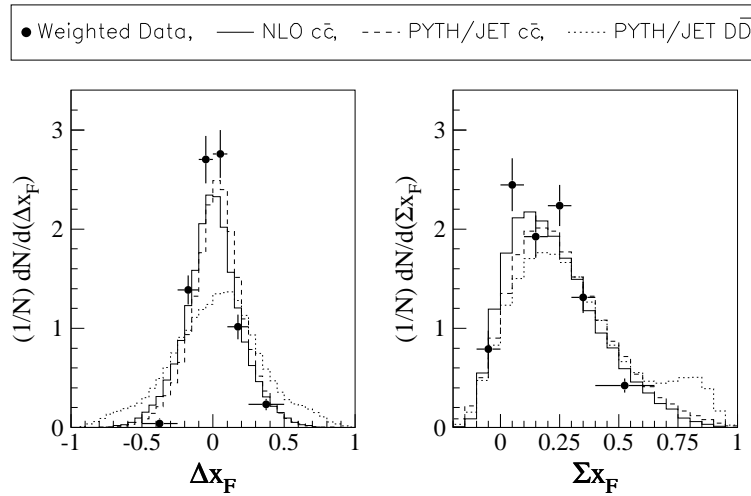 Weighted Data, NLO cc̄, PYTH/JET cc̄, PYTH/JET DD̄
(1/N) dN/d(Δx_F)
3
2
1
0
-1 -0.5 0 0.5 1
Δx_F
(1/N) dN/d(Σx_F)
3
2
1
0
0 0.25 0.5 0.75 1
Σx_F